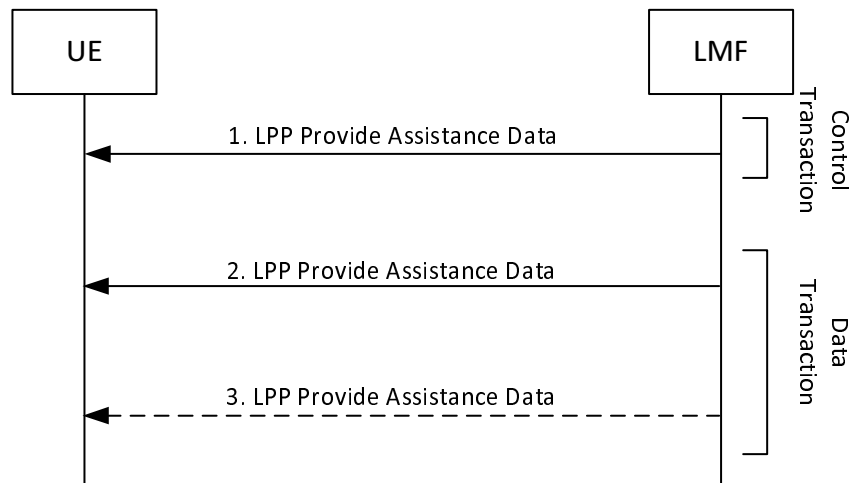 UE
LMF
1. LPP Provide Assistance Data
Control
Transaction
2. LPP Provide Assistance Data
Data
Transaction
3. LPP Provide Assistance Data